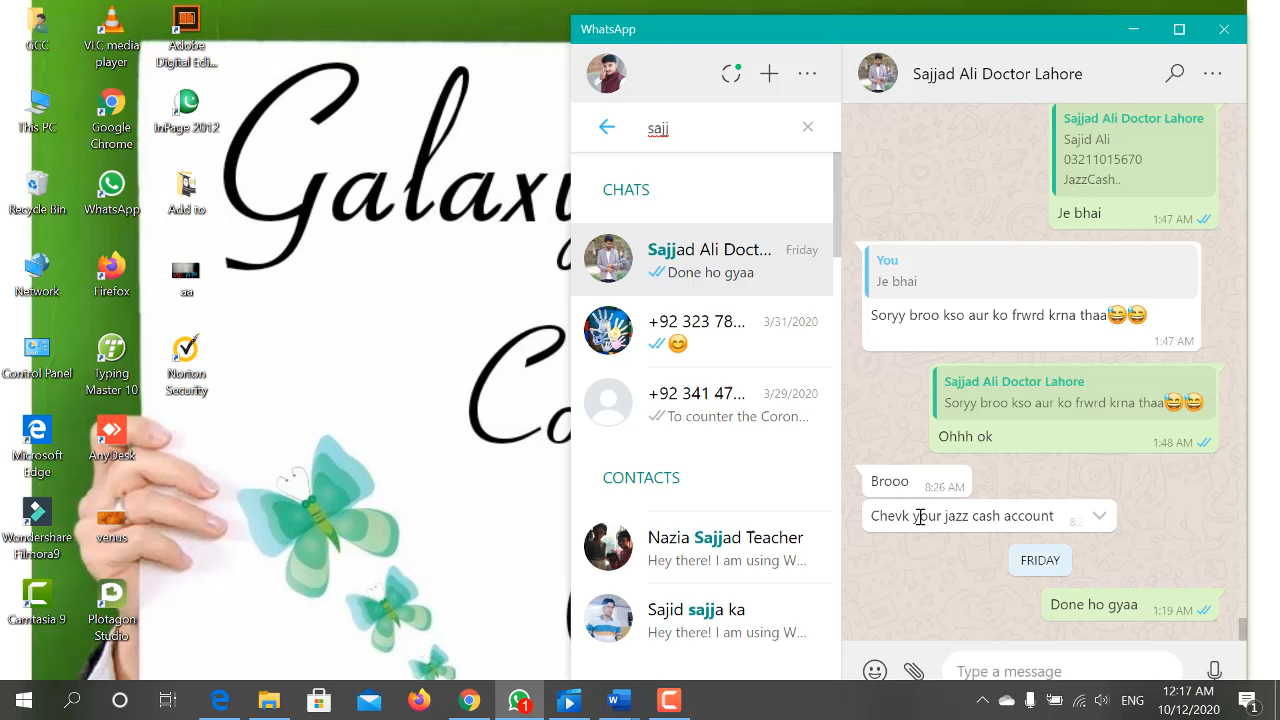 GCC
VLC media
player
Adobe
Digital Edi...
This PC
Google
Chrome
InPage 2012
Recycle Bin
WhatsApp
Add to
Network
Firefox
aa
Control Panel
Typing
Master 10
Norton
Security
Microsoft
Edge
AnyDesk
Wondershare
Filmora9
venus
Camtasia 9
Plotagon
Studio
Galaxy
Co
WhatsApp
sajj
CHATS
Sajjad Ali Doct... Friday
Done ho gyaa
+92 323 78... 3/31/2020
😊
+92 341 47... 3/29/2020
To counter the Coron...
CONTACTS
Nazia Sajjad Teacher
Hey there! I am using W...
Sajid sajja ka
Hey there! I am using W...
Sajjad Ali Doctor Lahore
Sajjad Ali Doctor Lahore
Sajid Ali
03211015670
JazzCash..
Je bhai 1:47 AM
You
Je bhai
Soryy broo kso aur ko frwrd krna thaa😅😅
1:47 AM
Sajjad Ali Doctor Lahore
Soryy broo kso aur ko frwrd krna thaa😅😅
Ohhh ok 1:48 AM
Brooo 8:26 AM
Chevk your jazz cash account
FRIDAY
Done ho gyaa 1:19 AM
Type a message
1
ENG
12:17 AM
10/12/2020
1